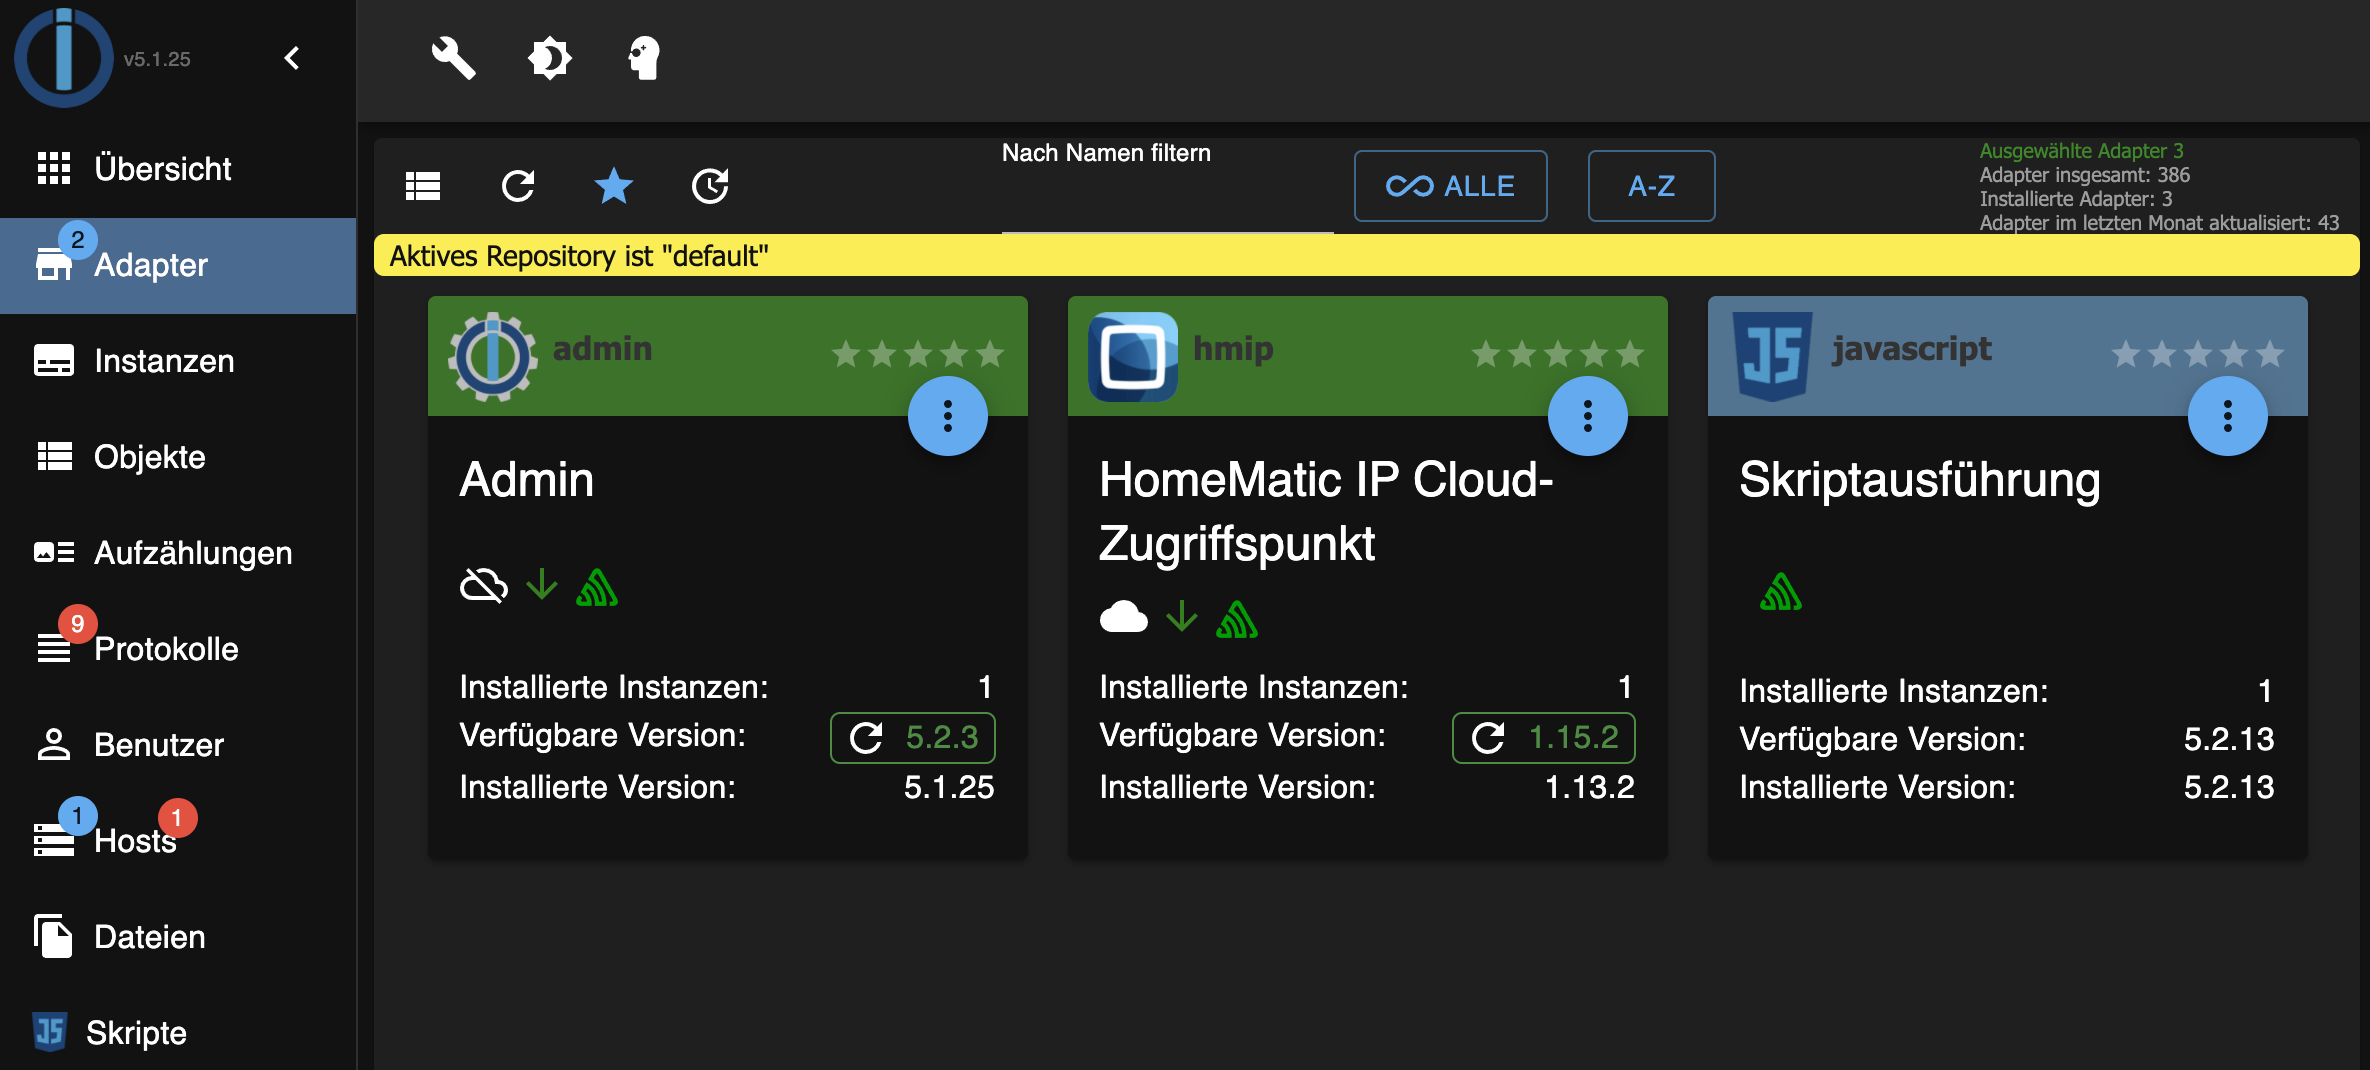 v5.1.25
Übersicht
2
Adapter
Instanzen
Objekte
Aufzählungen
9
Protokolle
Benutzer
1
1
Hosts
Dateien
JS
Skripte
Nach Namen filtern
ALLE
A-Z
Ausgewählte Adapter 3
Adapter insgesamt: 386
Installierte Adapter: 3
Adapter im letzten Monat aktualisiert: 43
Aktives Repository ist "default"
admin
Admin
Installierte Instanzen: 1
Verfügbare Version: 5.2.3
Installierte Version: 5.1.25
hmip
HomeMatic IP Cloud-
Zugriffspunkt
Installierte Instanzen: 1
Verfügbare Version: 1.15.2
Installierte Version: 1.13.2
JS
javascript
Skriptausführung
Installierte Instanzen: 1
Verfügbare Version: 5.2.13
Installierte Version: 5.2.13